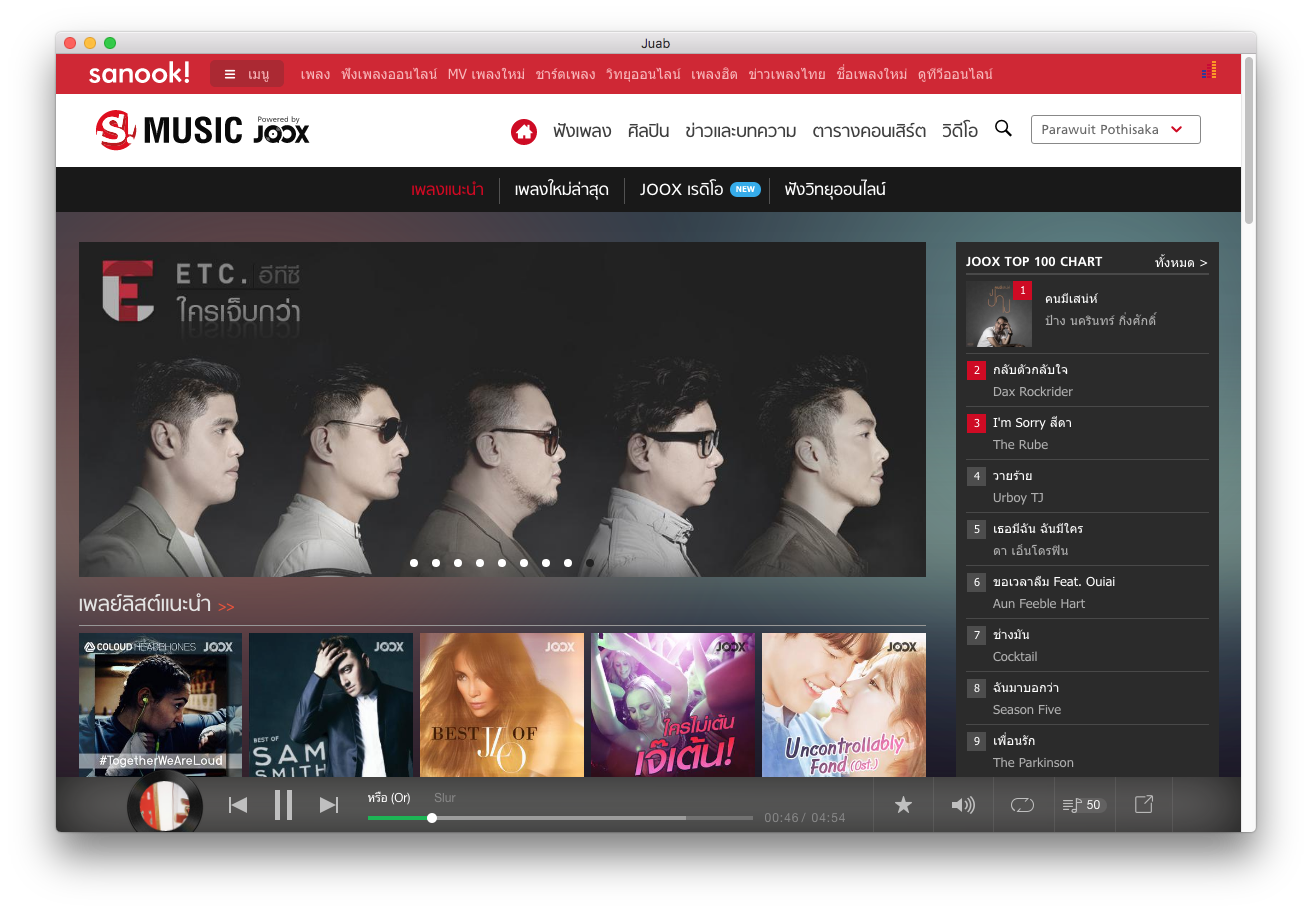 Juab
sanook!
เมนู
เพลง ฟังเพลงออนไลน์ MV เพลงใหม่ ชาร์ตเพลง วิทยุออนไลน์ เพลงฮิต ข่าวเพลงไทย ชื่อเพลงใหม่ ดูทีวีออนไลน์
S! MUSIC Powered by JOOX
ฟังเพลง ศิลปิน ข่าวและบทความ ตารางคอนเสิร์ต วิดีโอ
Parawuit Pothisaka
เพลงแนะนำ เพลงใหม่ล่าสุด JOOX เรดิโอ NEW ฟังวิทยุออนไลน์
ETC. อีทีซี
ใครเจ็บกว่า
เพลย์ลิสต์แนะนำ >>
COLOUD HEADPHONES JOOX
#TogetherWeAreLoud
JOOX
BEST OF
SAM
SMITH
JOOX
BEST JLO OF
JOOX
ใครไม่เต้น
เจ๊เต้น!
JOOX
Uncontrollably
Fond (Ost.)
JOOX TOP 100 CHART ทั้งหมด >
1
คนมีเสน่ห์
ป้าง นครินทร์ กิ่งศักดิ์
2 กลับตัวกลับใจ
Dax Rockrider
3 I'm Sorry สีดา
The Rube
4 วายร้าย
Urboy TJ
5 เธอมีฉัน ฉันมีใคร
ดา เอ็นโดรฟิน
6 ขอเวลาลืม Feat. Ouiai
Aun Feeble Hart
7 ช่างมัน
Cocktail
8 ฉันมาบอกว่า
Season Five
9 เพื่อนรัก
The Parkinson
หรือ (Or) Slur
00:46 / 04:54
50